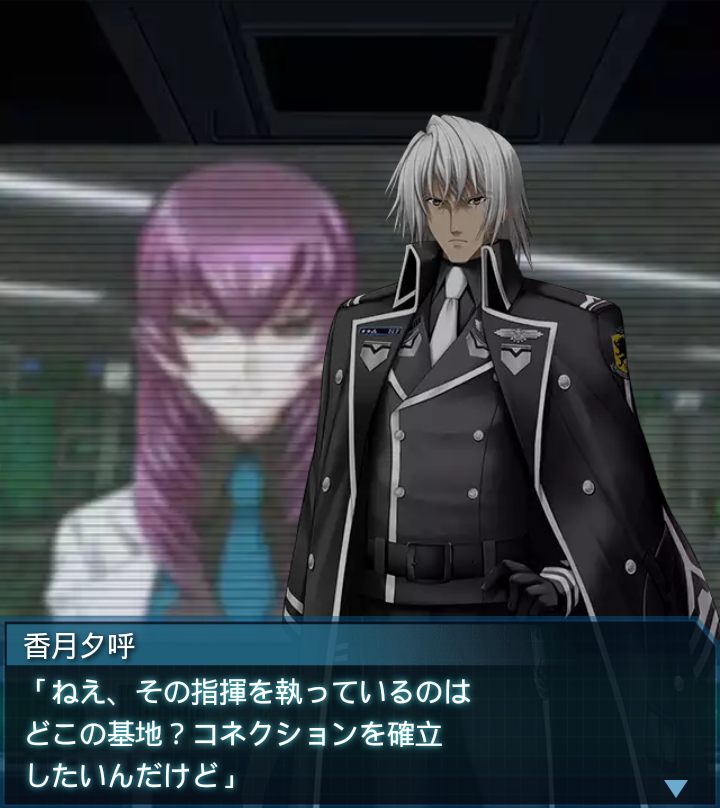 香月夕呼
「ねえ、その指揮を執っているのは
どこの基地？コネクションを確立
したいんだけど」